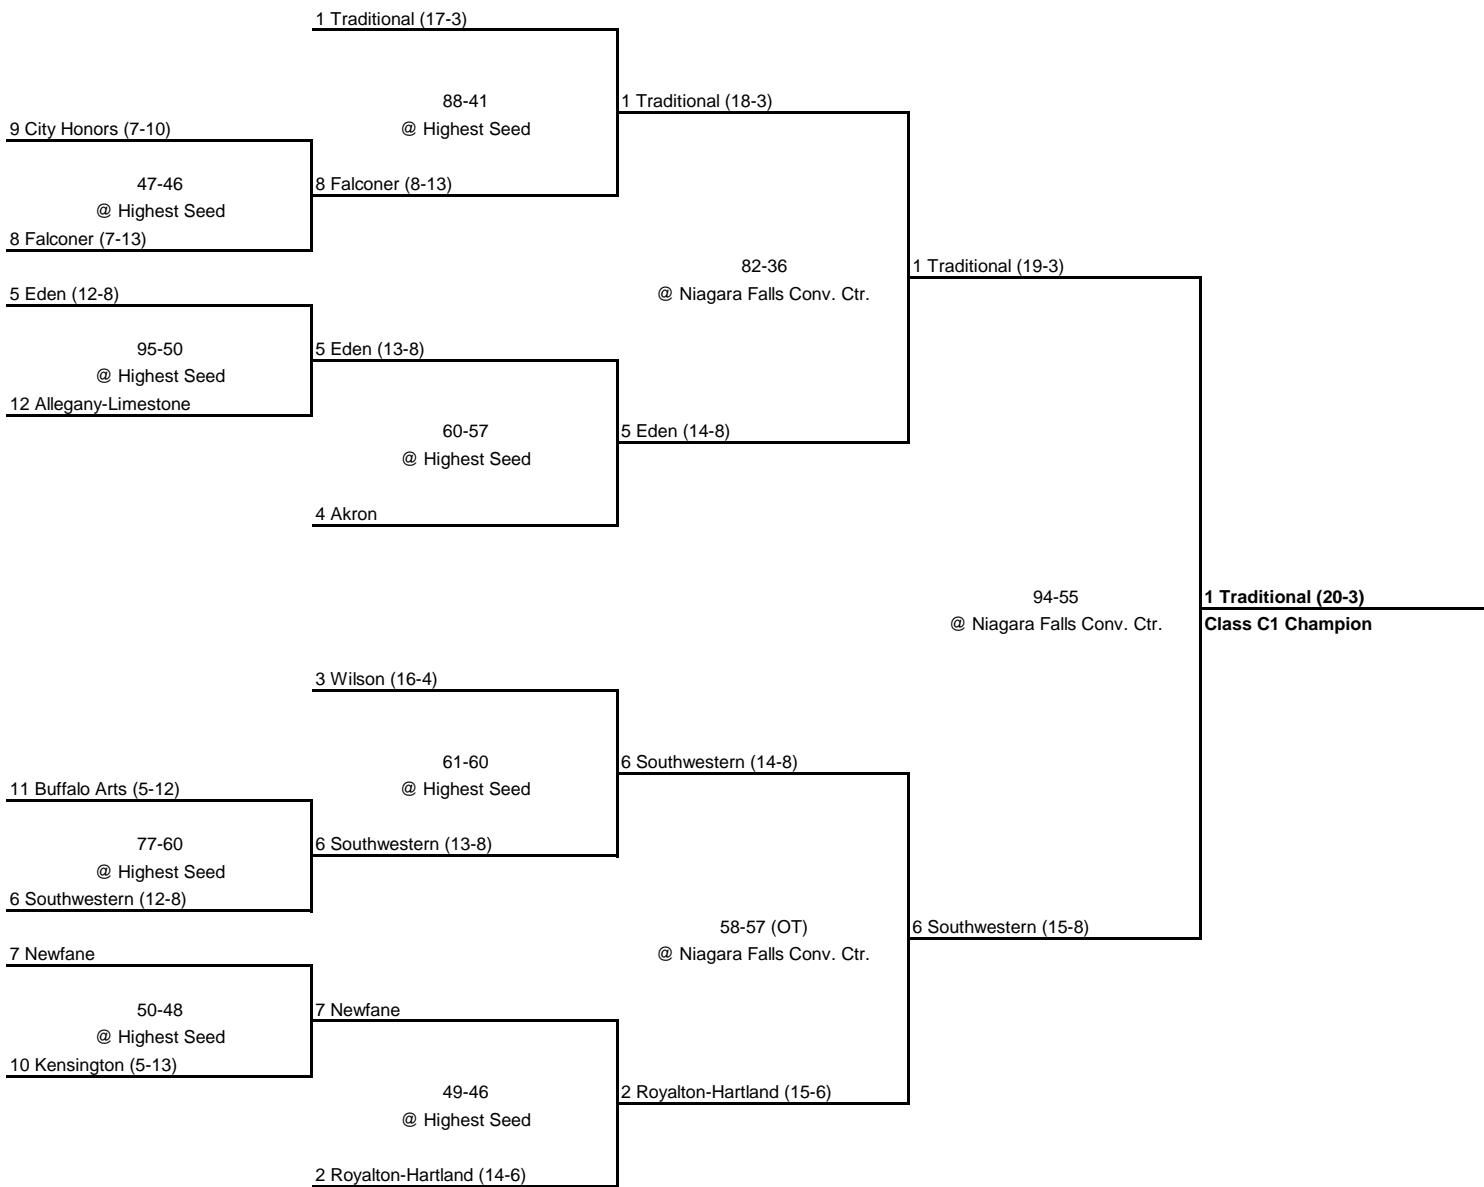 1 Traditional (17-3)
88-41
@ Highest Seed
1 Traditional (18-3)
9 City Honors (7-10)
47-46
@ Highest Seed
8 Falconer (8-13)
8 Falconer (7-13)
82-36
@ Niagara Falls Conv. Ctr.
1 Traditional (19-3)
5 Eden (12-8)
95-50
@ Highest Seed
5 Eden (13-8)
12 Allegany-Limestone
60-57
@ Highest Seed
5 Eden (14-8)
4 Akron
94-55
@ Niagara Falls Conv. Ctr.
1 Traditional (20-3)
Class C1 Champion
3 Wilson (16-4)
61-60
@ Highest Seed
6 Southwestern (14-8)
11 Buffalo Arts (5-12)
77-60
@ Highest Seed
6 Southwestern (13-8)
6 Southwestern (12-8)
58-57 (OT)
@ Niagara Falls Conv. Ctr.
6 Southwestern (15-8)
7 Newfane
50-48
@ Highest Seed
7 Newfane
10 Kensington (5-13)
49-46
@ Highest Seed
2 Royalton-Hartland (15-6)
2 Royalton-Hartland (14-6)